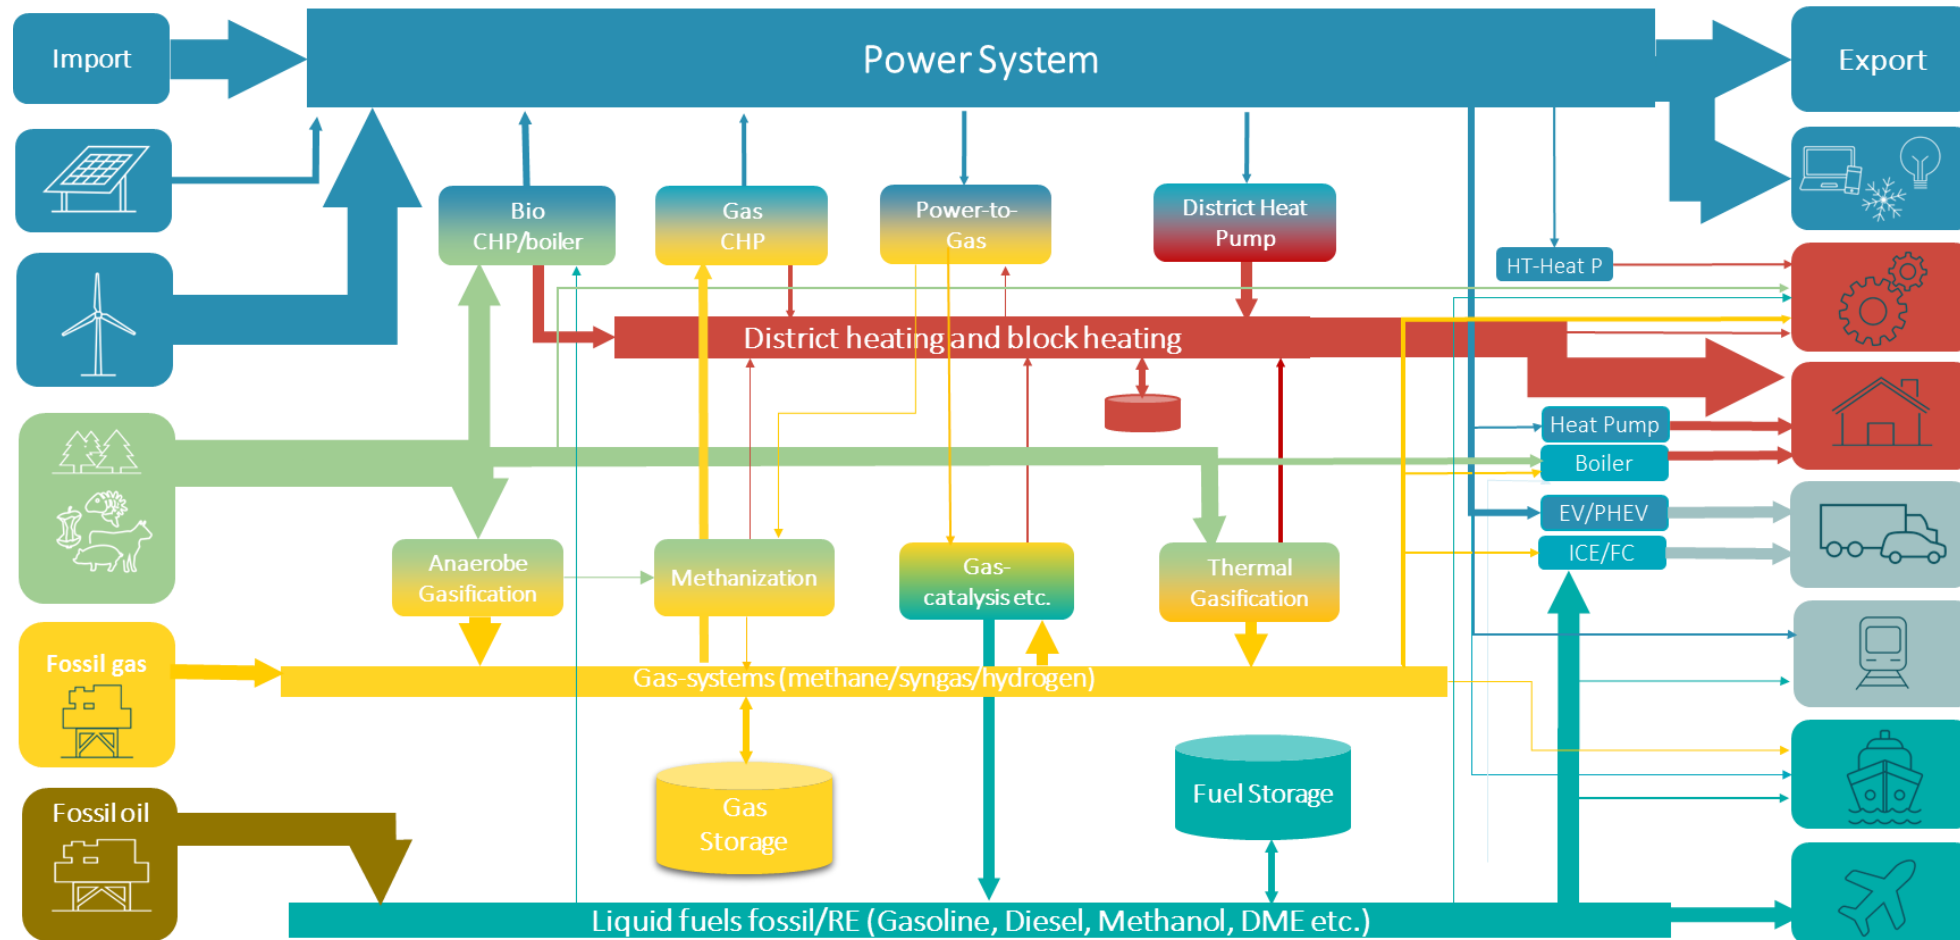 Import
Power System
Export
Bio
CHP/boiler
Gas
CHP
Power-to-
Gas
District Heat
Pump
HT-Heat P
District heating and block heating
Heat Pump
Boiler
EV/PHEV
ICE/FC
Anaerobe
Gasification
Methanization
Gas-
catalysis etc.
Thermal
Gasification
Fossil gas
Gas-systems (methane/syngas/hydrogen)
Gas
Storage
Fuel Storage
Fossil oil
Liquid fuels fossil/RE (Gasoline, Diesel, Methanol, DME etc.)